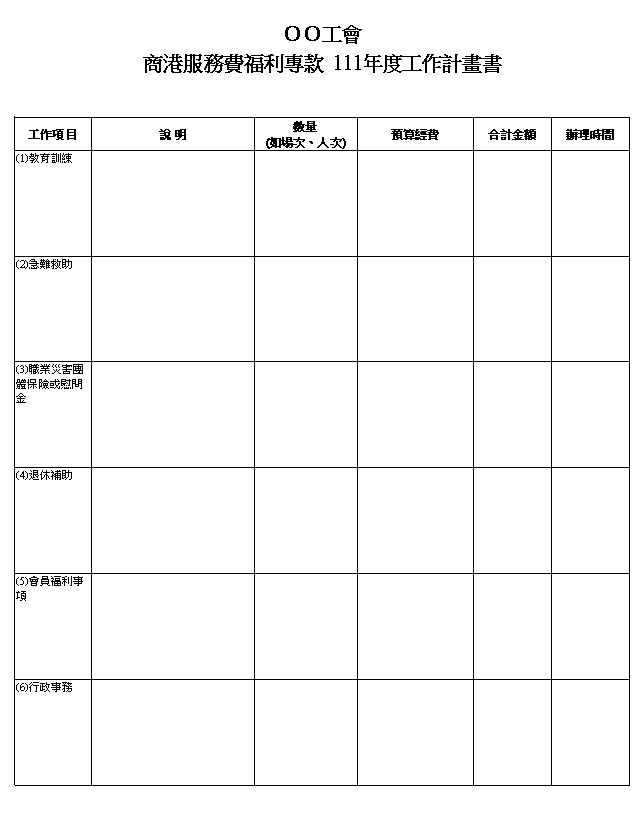 ＯＯ工會
商港服務費福利專款 111年度工作計畫書
工作項目 說 明 數量 預算經費 合計金額 辦理時間
(如場次、人次)
(1)教育訓練
(2)急難救助
(3)職業災害團
體保險或慰問
金
(4)退休補助
(5)會員福利事
項
(6)行政事務